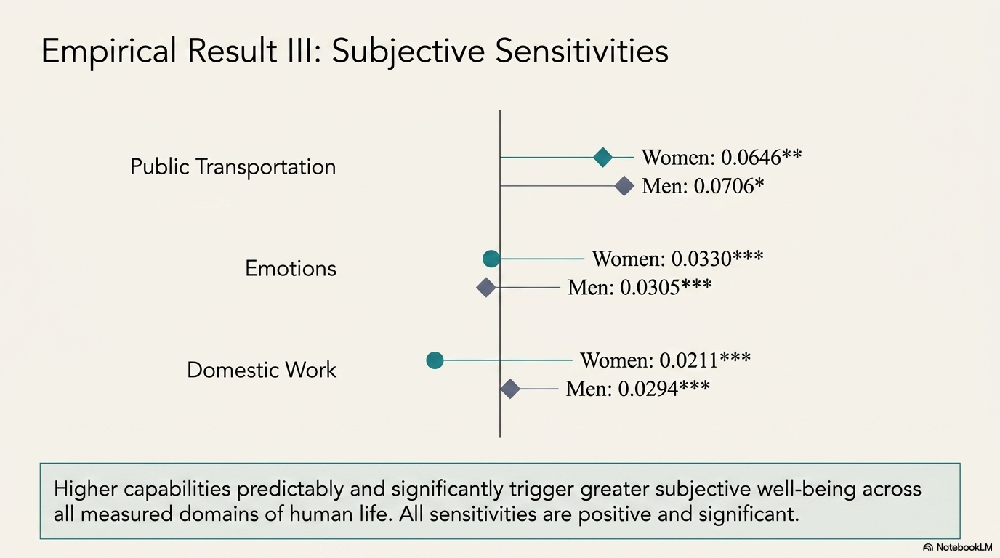 Empirical Result III: Subjective Sensitivities
Public Transportation
Women: 0.0646**
Men: 0.0706*
Emotions
Women: 0.0330***
Men: 0.0305***
Domestic Work
Women: 0.0211***
Men: 0.0294***
Higher capabilities predictably and significantly trigger greater subjective well-being across
all measured domains of human life. All sensitivities are positive and significant.
NotebookLM